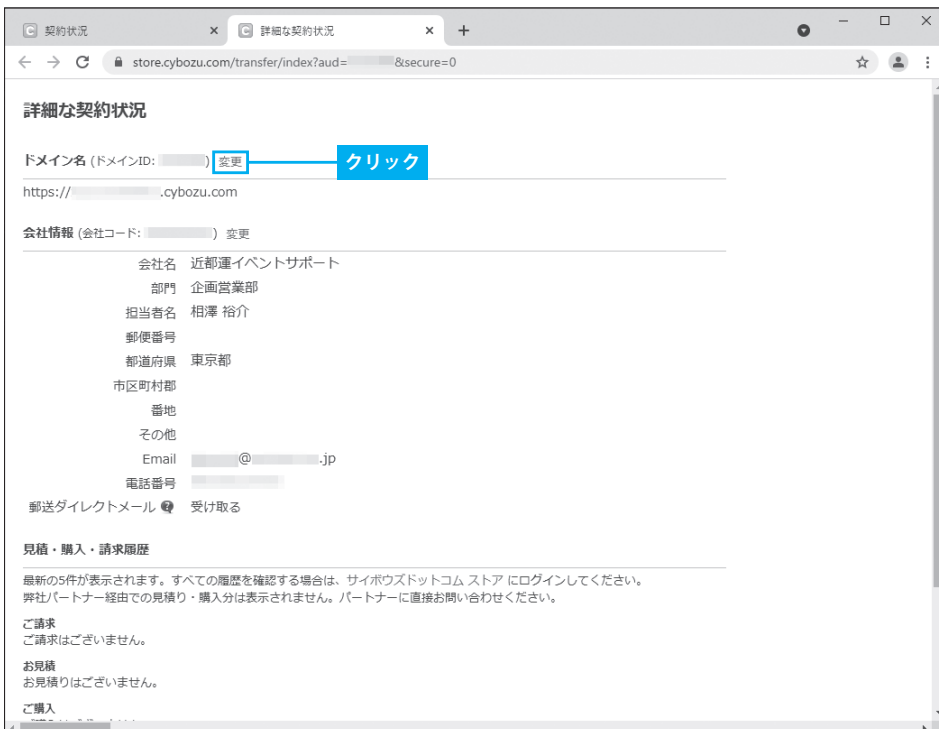 契約状況
詳細な契約状況
store.cybozu.com/transfer/index?aud= &secure=0
詳細な契約状況
ドメイン名 (ドメインID: ) 変更 クリック
https:// .cybozu.com
会社情報 (会社コード: ) 変更
会社名 近都運イベントサポート
部門 企画営業部
担当者名 相澤 裕介
郵便番号
都道府県 東京都
市区町村郡
番地
その他
Email @ .jp
電話番号
郵送ダイレクトメール ? 受け取る
見積・購入・請求履歴
最新の5件が表示されます。すべての履歴を確認する場合は、サイボウズドットコム ストア にログインしてください。
弊社パートナー経由での見積り・購入分は表示されません。パートナーに直接お問い合わせください。
ご請求
ご請求はございません。
お見積
お見積りはございません。
ご購入